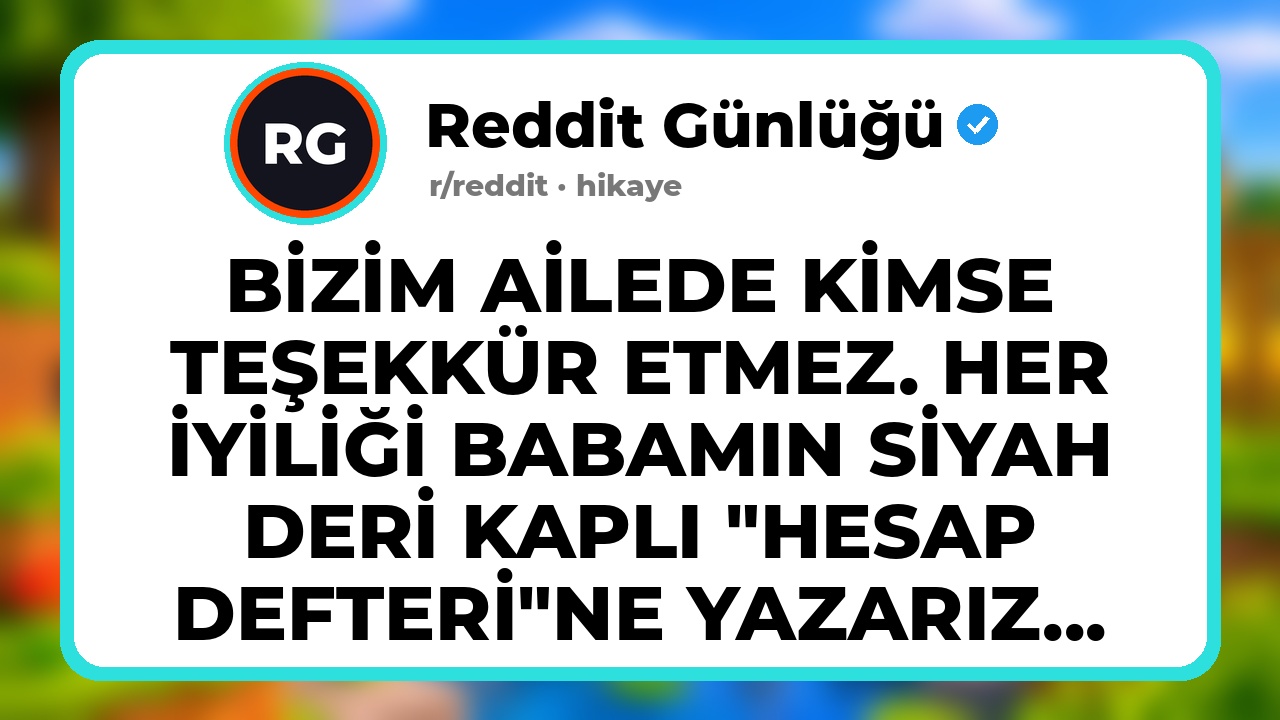 RG
Reddit Günlüğü
r/reddit • hikaye
BİZİM AİLEDE KİMSE
TEŞEKKÜR ETMEZ. HER
İYİLİĞİ BABAMIN SİYAH
DERİ KAPLI "HESAP
DEFTERİ"NE YAZARIZ...